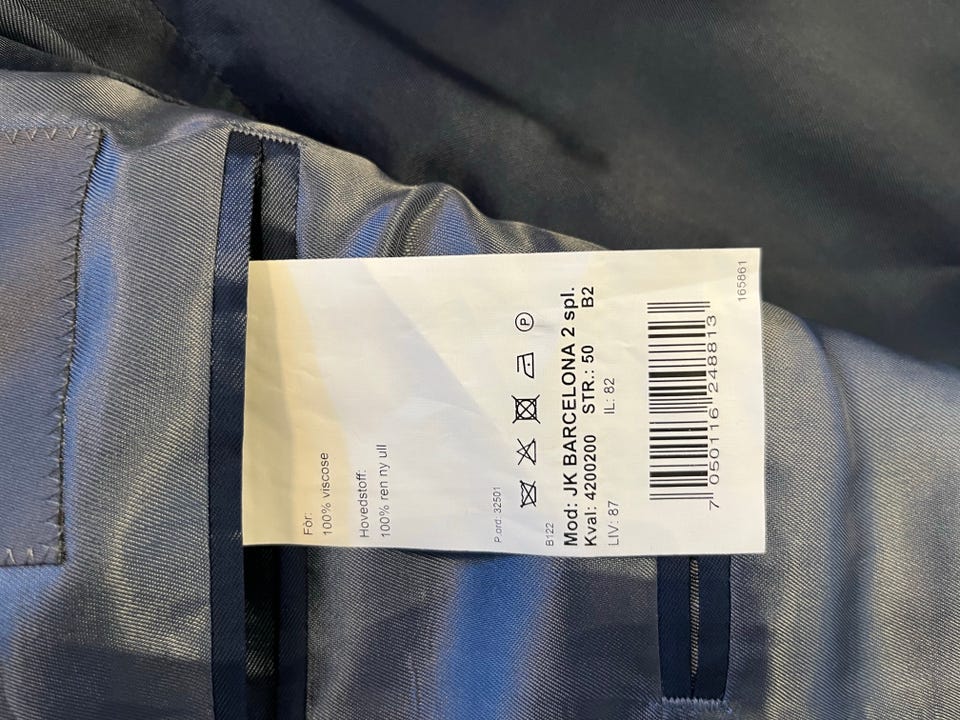 Fòr:
100% viscose
Hovedstoff:
100% ren ny ull
P.ord: 32501
P
B122
Mod: JK BARCELONA 2 spl.
Kval: 4200200 STR.: 50 B2
LIV: 87 IL: 82
7 050116 248813
165861